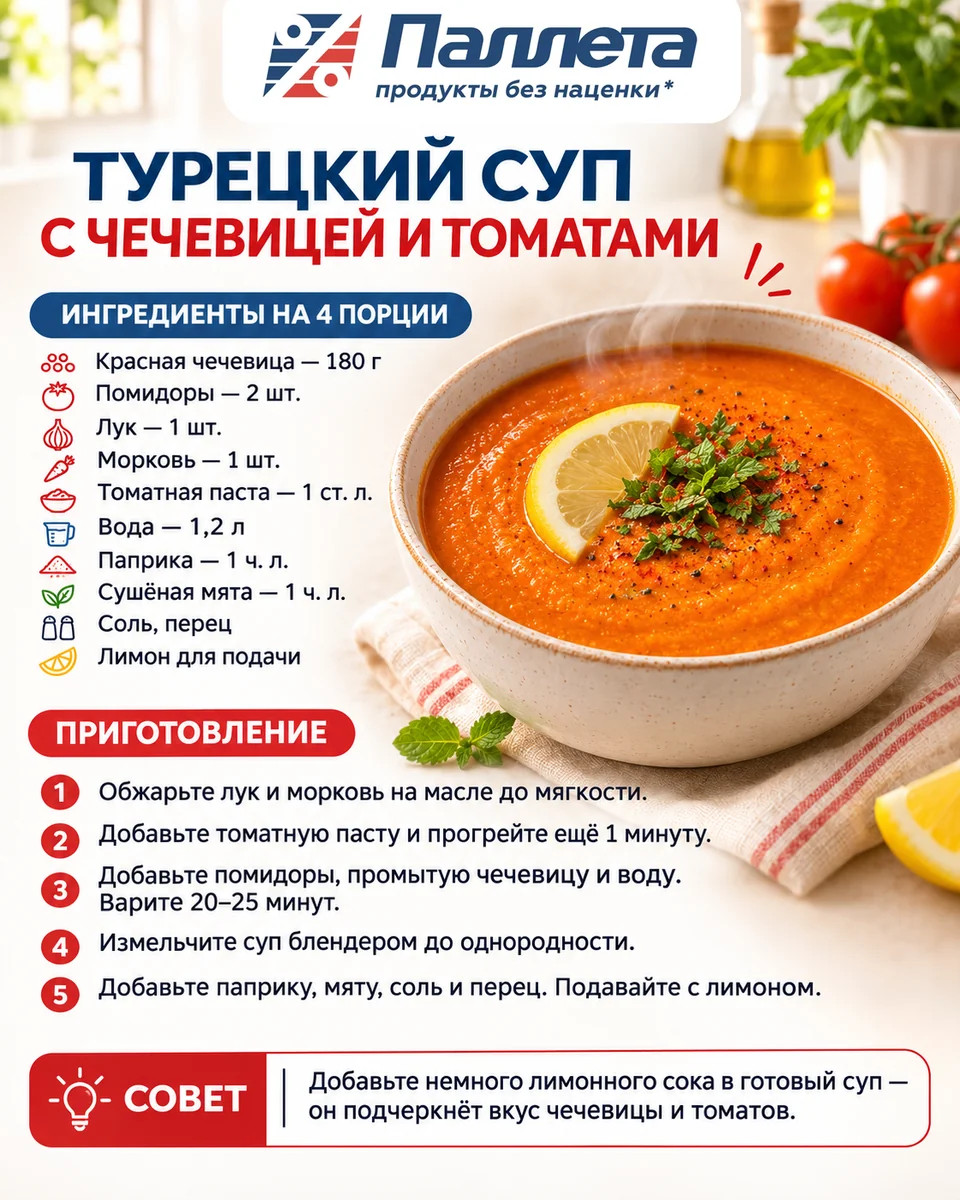 Паллета
продукты без наценки*
ТУРЕЦКИЙ СУП
С ЧЕЧЕВИЦЕЙ И ТОМАТАМИ
ИНГРЕДИЕНТЫ НА 4 ПОРЦИИ
Красная чечевица — 180 г
Помидоры — 2 шт.
Лук — 1 шт.
Морковь — 1 шт.
Томатная паста — 1 ст. л.
Вода — 1,2 л
Паприка — 1 ч. л.
Сушёная мята — 1 ч. л.
Соль, перец
Лимон для подачи
ПРИГОТОВЛЕНИЕ
1 Обжарьте лук и морковь на масле до мягкости.
2 Добавьте томатную пасту и прогрейте ещё 1 минуту.
3 Добавьте помидоры, промытую чечевицу и воду.
Варите 20–25 минут.
4 Измельчите суп блендером до однородности.
5 Добавьте паприку, мяту, соль и перец. Подавайте с лимоном.
СОВЕТ
Добавьте немного лимонного сока в готовый суп —
он подчеркнёт вкус чечевицы и томатов.